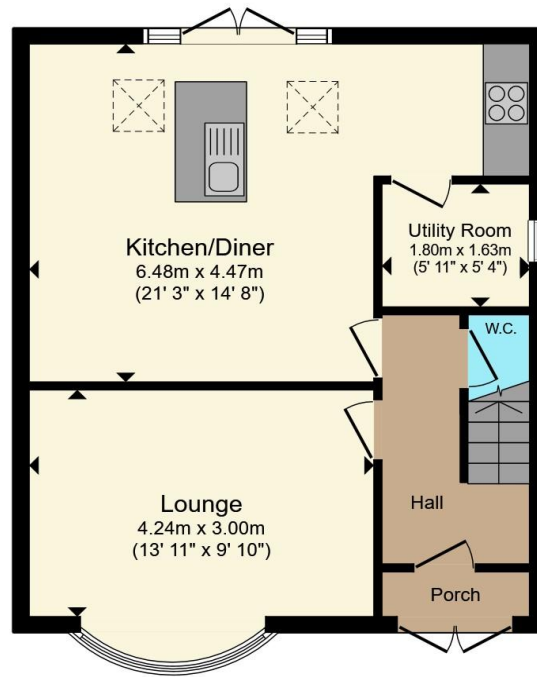 Kitchen/Diner
6.48m x 4.47m
(21' 3" x 14' 8")
Utility Room
1.80m x 1.63m
(5' 11" x 5' 4")
W.C.
Lounge
4.24m x 3.00m
(13' 11" x 9' 10")
Hall
Porch